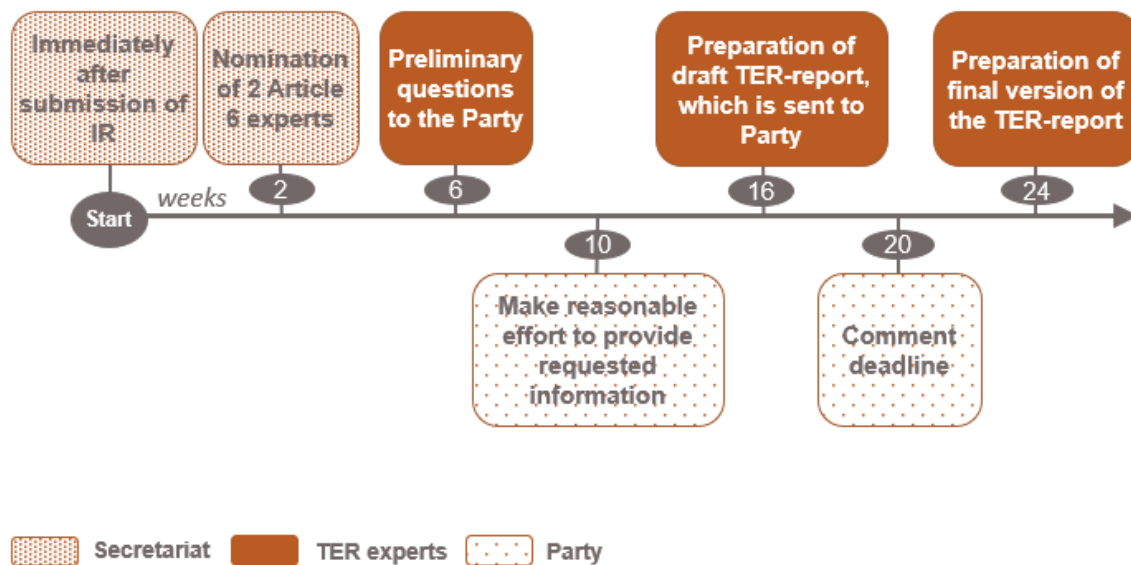 Immediately
after
submission of
IR
Nomination
of 2 Article
6 experts
Preliminary
questions
to the Party
Preparation of
draft TER-report,
which is sent to
Party
Preparation of
final version of
the TER-report
Start
weeks
2
6
16
24
10
20
Make reasonable
effort to provide
requested
information
Comment
deadline
Secretariat
TER experts
Party